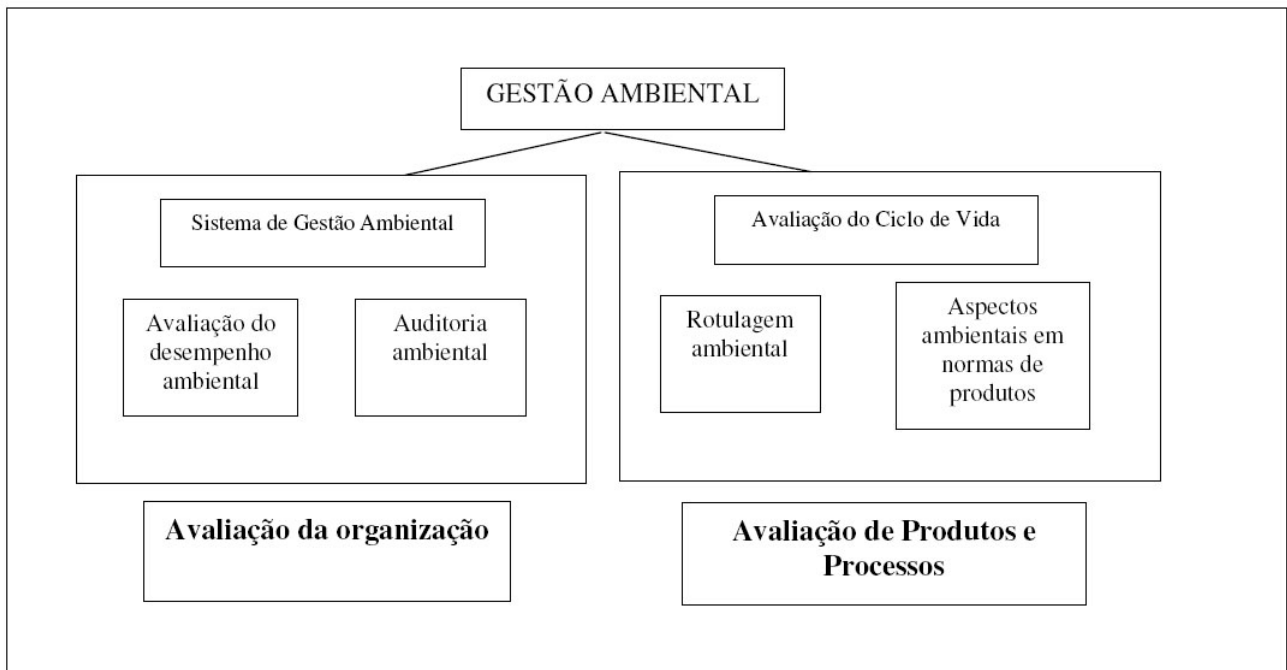 GESTÃO AMBIENTAL
Sistema de Gestão Ambiental
Avaliação do
desempenho
ambiental
Auditoria
ambiental
Avaliação da organização
Avaliação do Ciclo de Vida
Rotulagem
ambiental
Aspectos
ambientais em
normas de
produtos
Avaliação de Produtos e
Processos